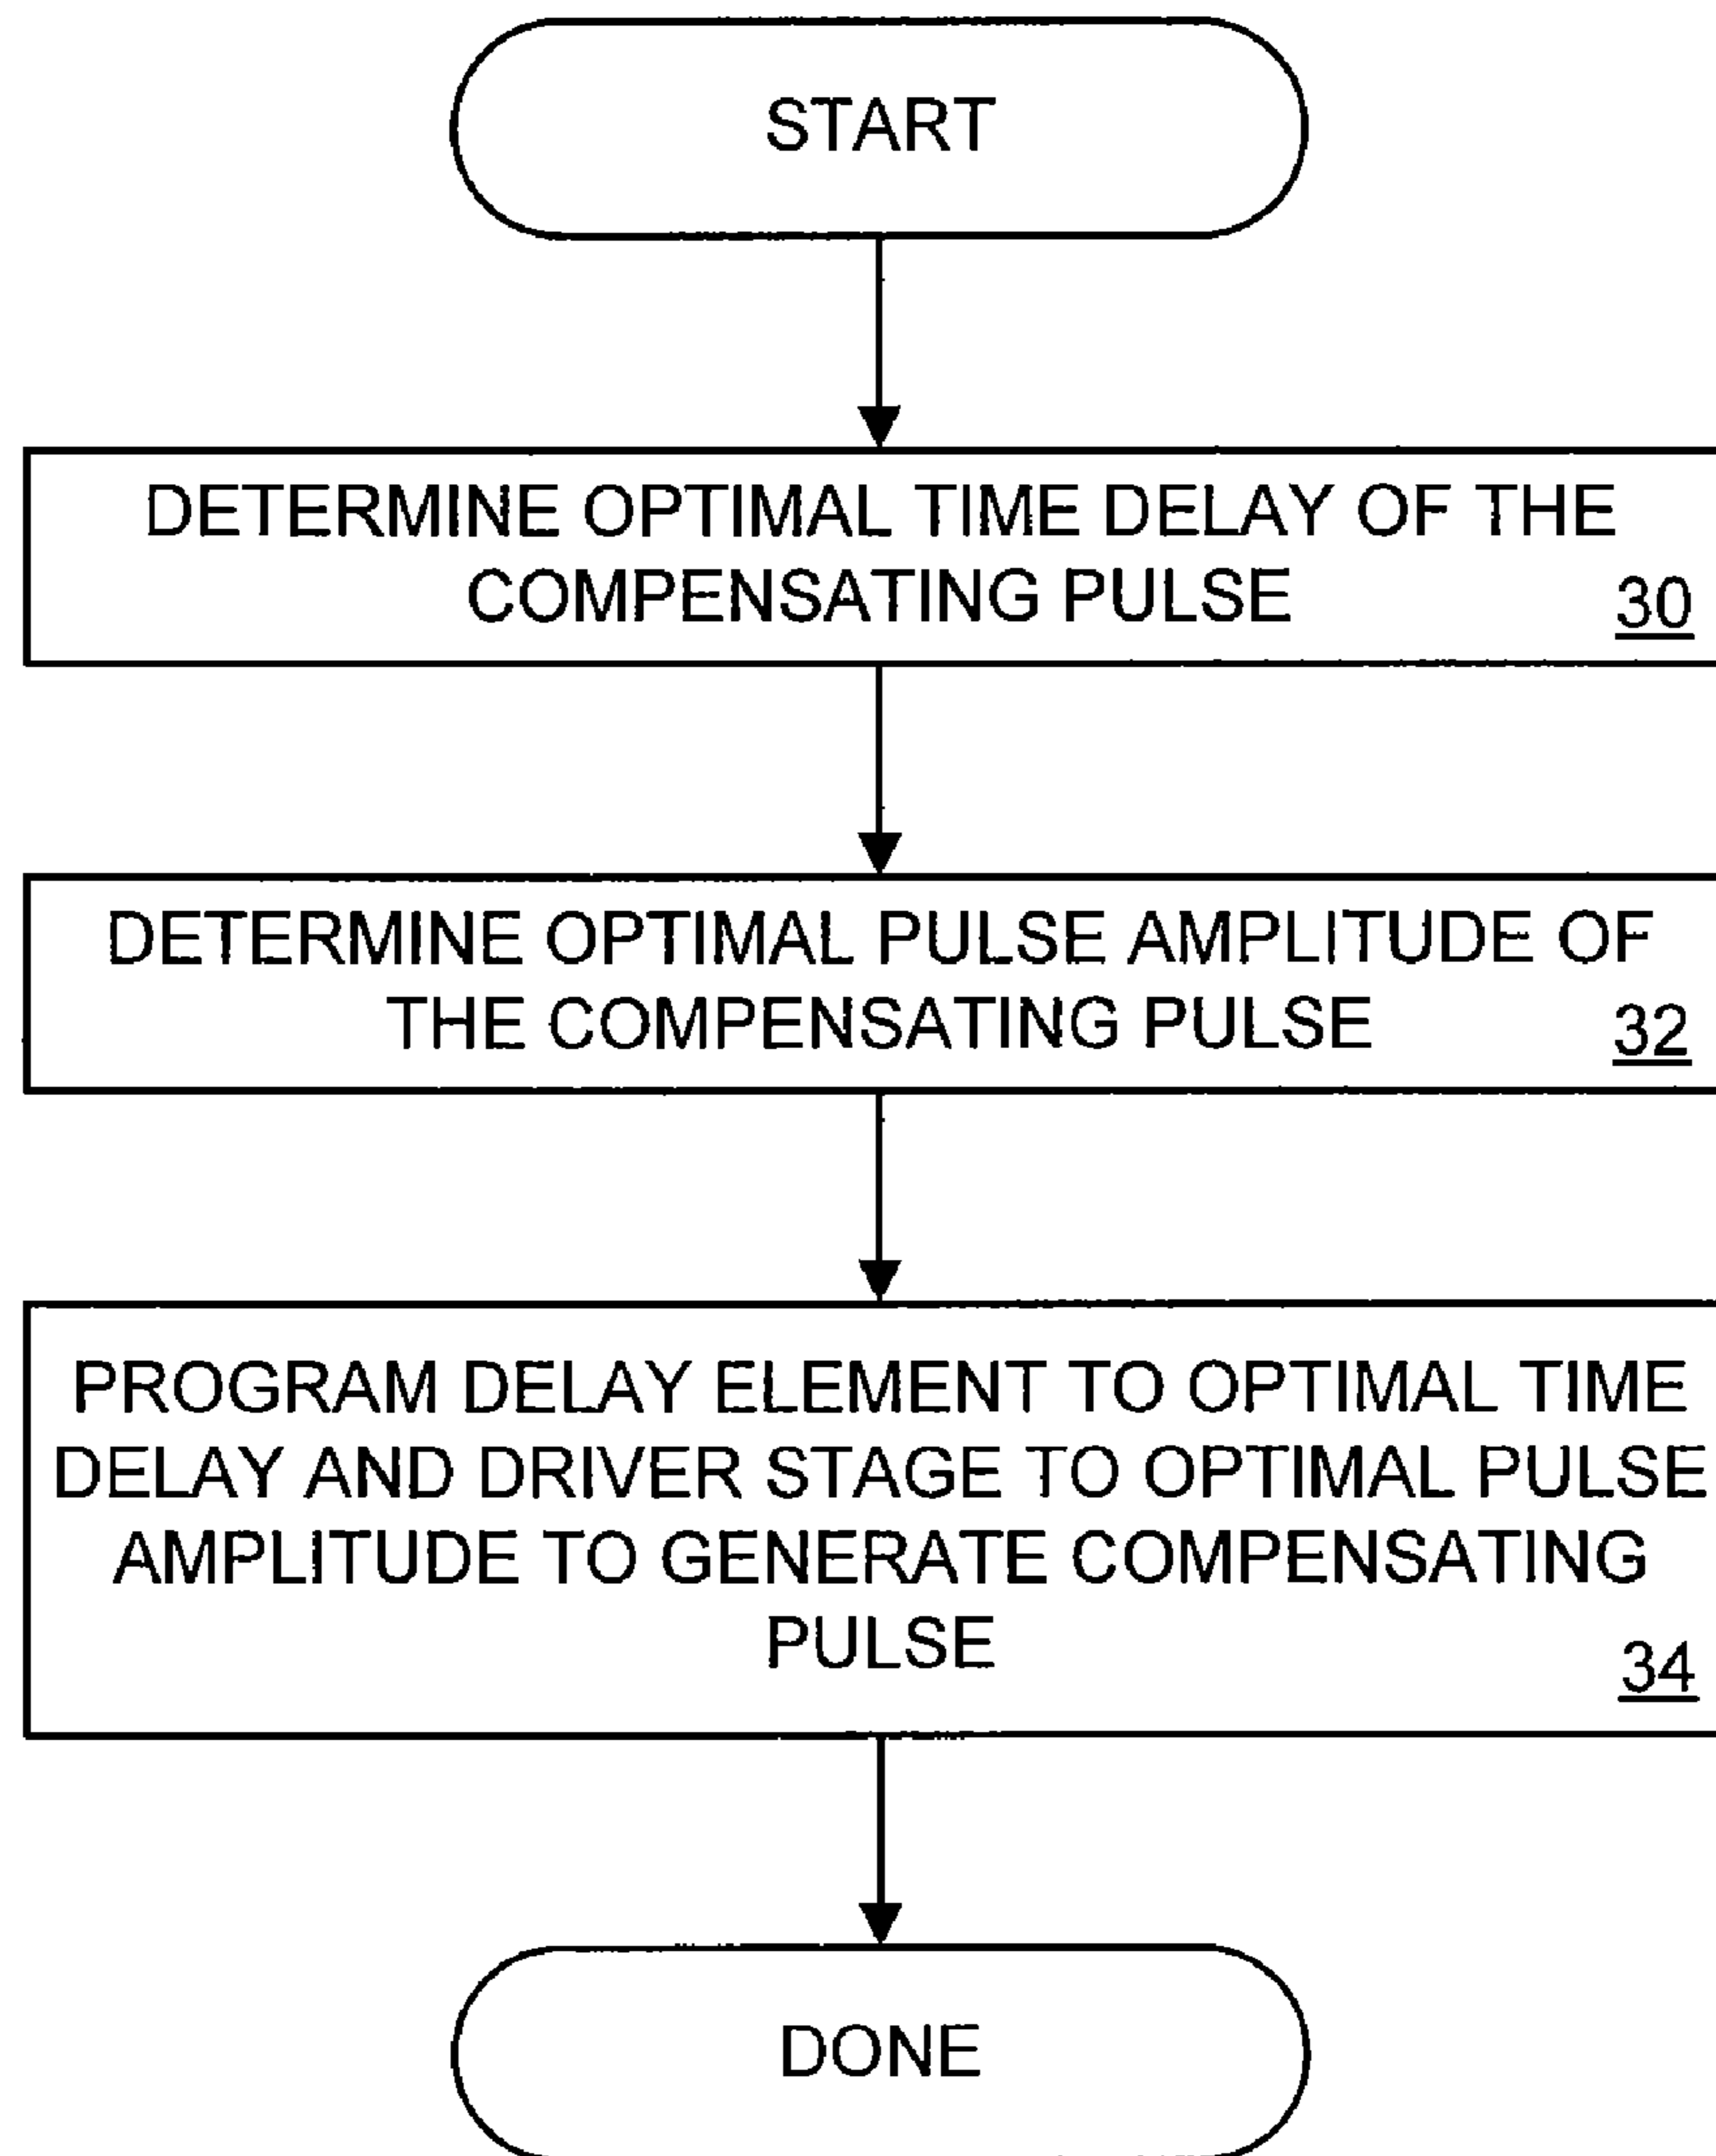 START
DETERMINE OPTIMAL TIME DELAY OF THE
COMPENSATING PULSE
30
DETERMINE OPTIMAL PULSE AMPLITUDE OF
THE COMPENSATING PULSE
32
PROGRAM DELAY ELEMENT TO OPTIMAL TIME
DELAY AND DRIVER STAGE TO OPTIMAL PULSE
AMPLITUDE TO GENERATE COMPENSATING
PULSE
34
DONE